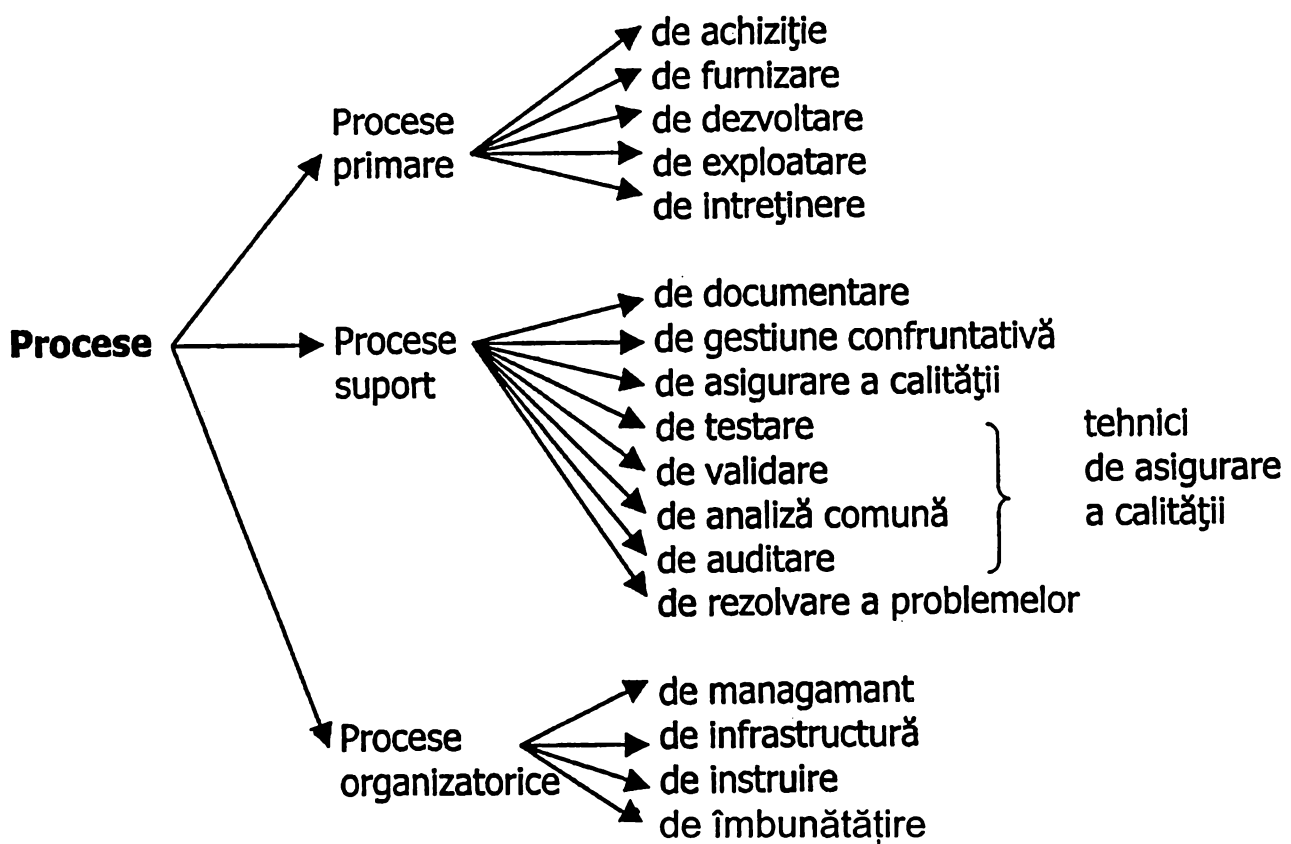 de achiziţie
de furnizare
Procese
primare
de dezvoltare
de exploatare
de intreţinere
Procese
Procese
suport
de documentare
de gestiune confruntativă
de asigurare a calităţii
de testare
de validare
de analiză comună
de auditare
de rezolvare a problemelor
tehnici
de asigurare
a calităţii
Procese
organizatorice
de managamant
de infrastructură
de instruire
de îmbunătățire